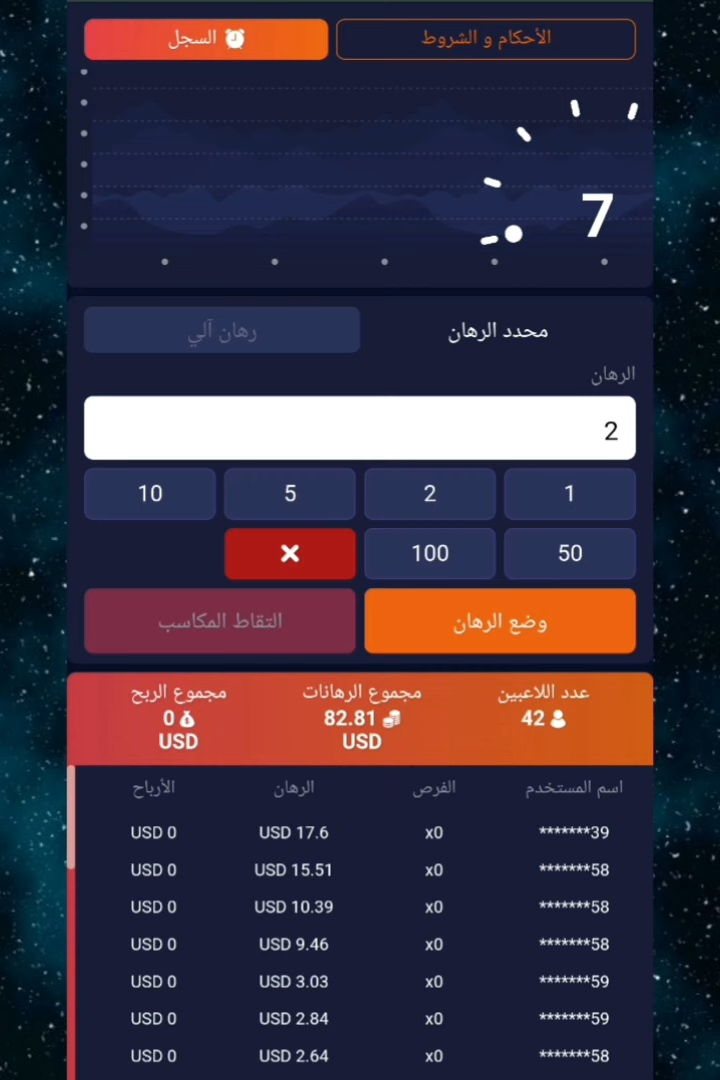 الأحكام و الشروط
السجل
7
محدد الرهان
رهان آلي
الرهان
2
1 2 5 10
50 100
وضع الرهان
التقاط المكاسب
عدد اللاعبين مجموع الرهانات مجموع الربح
42 82.81 0
USD USD
اسم المستخدم الفرص الرهان الأرباح
*******39 x0 USD 17.6 USD 0
*******58 x0 USD 15.51 USD 0
*******58 x0 USD 10.39 USD 0
*******58 x0 USD 9.46 USD 0
*******59 x0 USD 3.03 USD 0
*******59 x0 USD 2.84 USD 0
*******58 x0 USD 2.64 USD 0